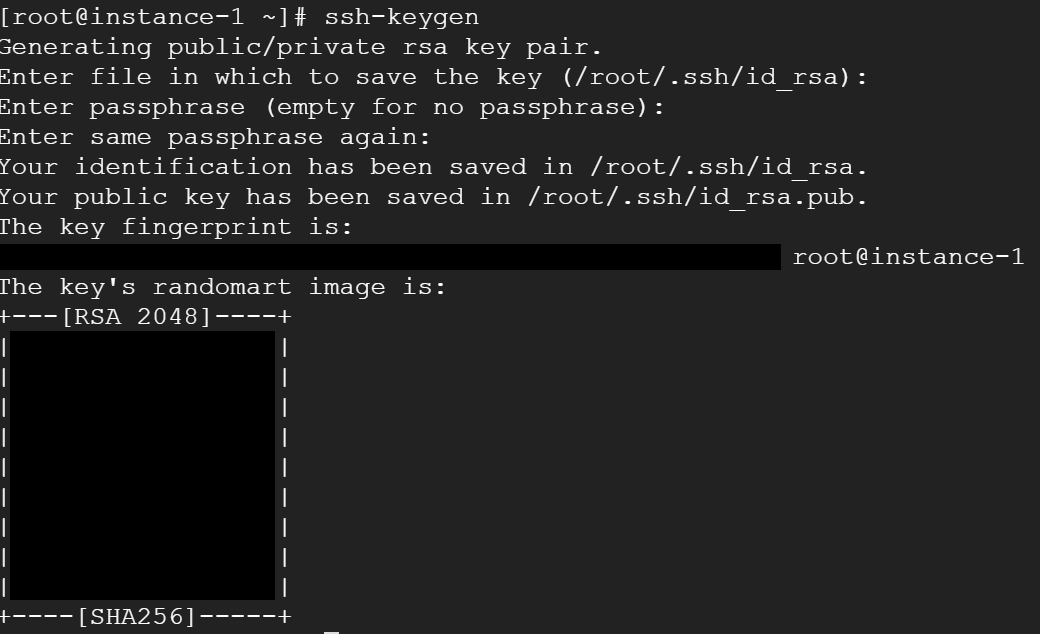 [root@instance-1 ~]# ssh-keygen
Generating public/private rsa key pair.
Enter file in which to save the key (/root/.ssh/id_rsa):
Enter passphrase (empty for no passphrase):
Enter same passphrase again:
Your identification has been saved in /root/.ssh/id_rsa.
Your public key has been saved in /root/.ssh/id_rsa.pub.
The key fingerprint is:
root@instance-1
The key's randomart image is:
+---[RSA 2048]----+
| |
| |
| |
| |
| |
| |
| |
| |
| |
+----[SHA256]-----+